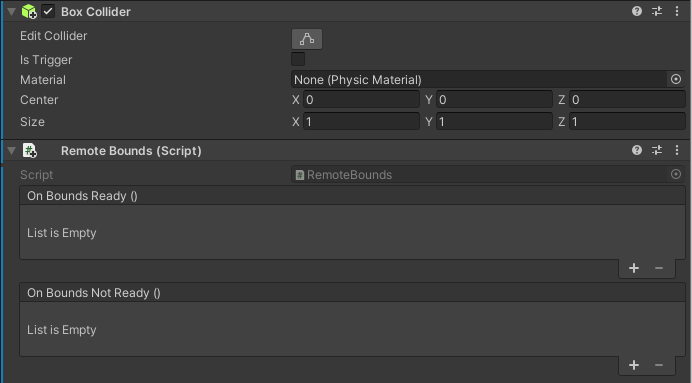 Box Collider
Edit Collider
Is Trigger
Material None (Physic Material)
Center X 0 Y 0 Z 0
Size X 1 Y 1 Z 1
# Remote Bounds (Script)
Script # RemoteBounds
On Bounds Ready ()
List is Empty
+ −
On Bounds Not Ready ()
List is Empty
+ −